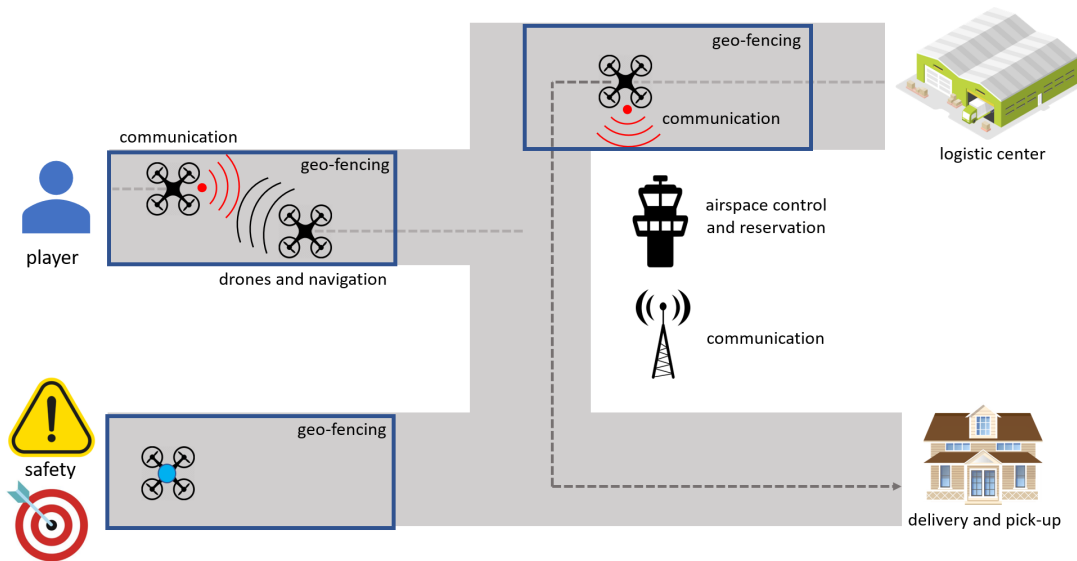 geo-fencing
communication
logistic center
communication
geo-fencing
player
drones and navigation
airspace control
and reservation
communication
geo-fencing
safety
delivery and pick-up